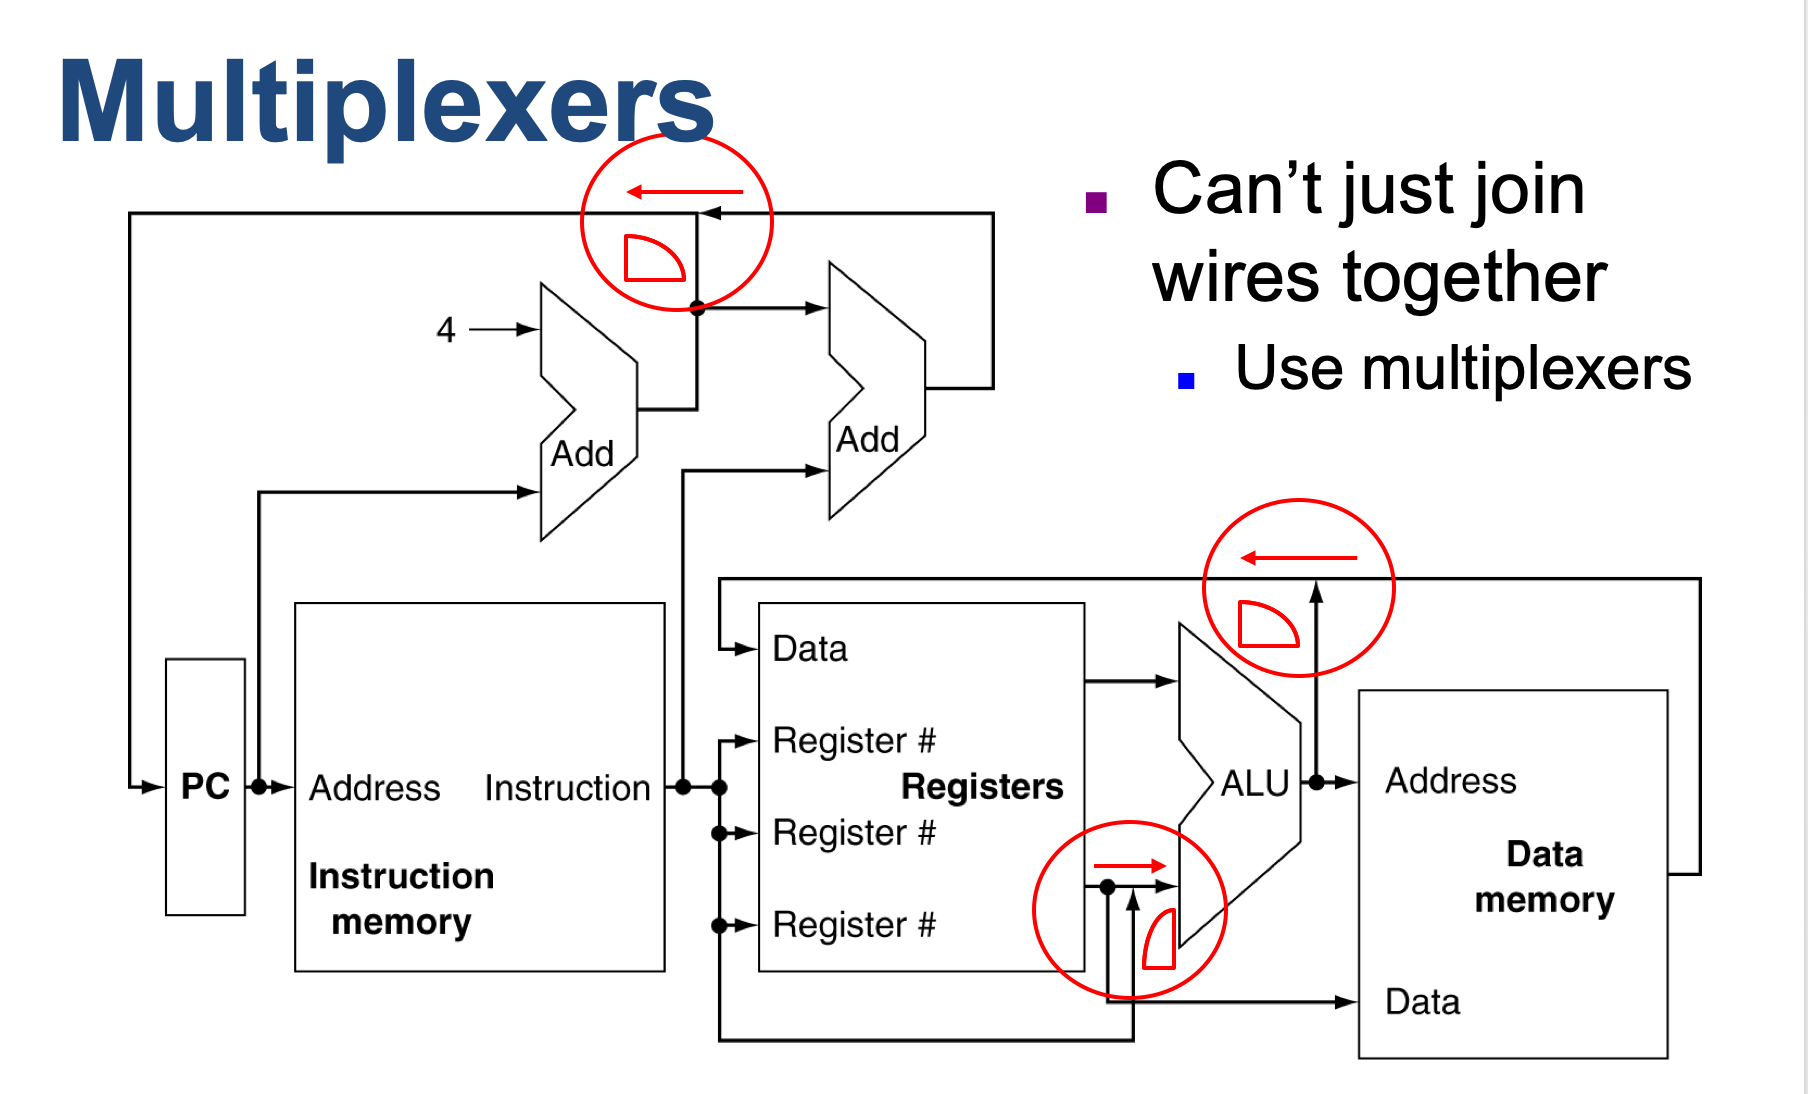 Multiplexers
Can’t just join
wires together
Use multiplexers
4
Add
Add
PC
Address
Instruction
Instruction
memory
Data
Register #
Registers
Register #
Register #
ALU
Address
Data
memory
Data